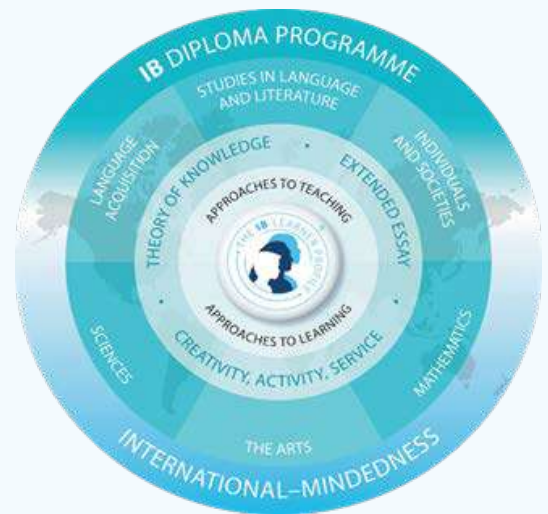 IB DIPLOMA PROGRAMME
STUDIES IN LANGUAGE
AND LITERATURE
LANGUAGE
ACQUISITION
INDIVIDUALS
AND SOCIETIES
THEORY OF KNOWLEDGE
•
EXTENDED ESSAY
•
APPROACHES TO TEACHING
THE IB LEARNER PROFILE
APPROACHES TO LEARNING
•
CREATIVITY, ACTIVITY, SERVICE
SCIENCES
MATHEMATICS
THE ARTS
INTERNATIONAL–MINDEDNESS